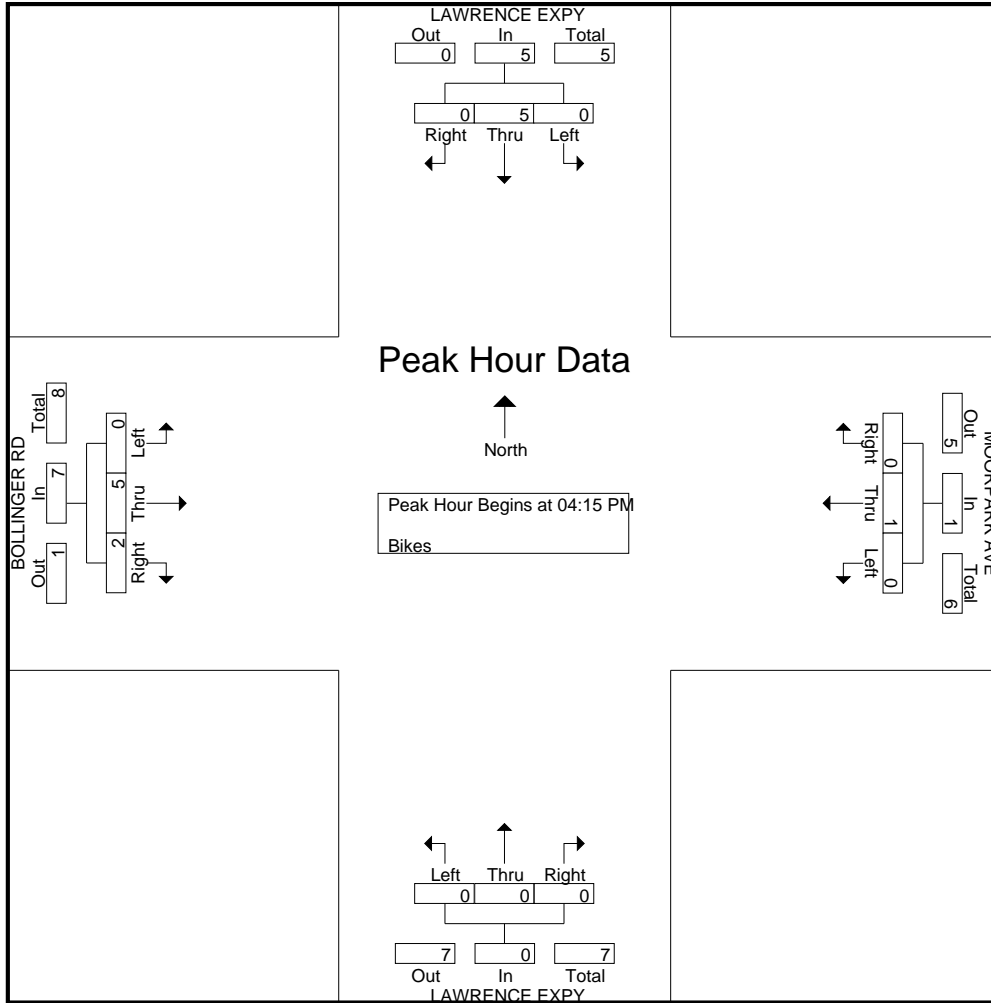 LAWRENCE EXPY
Out In Total
0 5 5
0 5 0
Right Thru Left
Peak Hour Data
North
Peak Hour Begins at 04:15 PM
Bikes
BOLLINGER RD
Out In Total
1 7 8
Right Thru Left
2 5 0
MOORPARK AVE
Out In Total
5 1 6
Right Thru Left
0 1 0
Left Thru Right
0 0 0
7 0 7
Out In Total
LAWRENCE EXPY